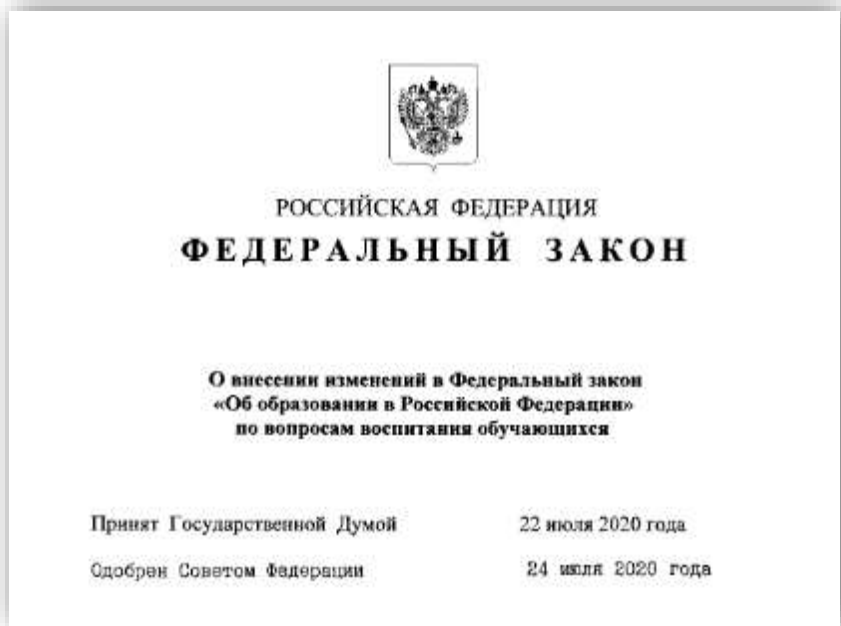 РОССИЙСКАЯ ФЕДЕРАЦИЯ
ФЕДЕРАЛЬНЫЙ ЗАКОН
О внесении изменений в Федеральный закон
«Об образовании в Российской Федерации»
по вопросам воспитания обучающихся
Принят Государственной Думой 22 июля 2020 года
Одобрен Советом Федерации 24 июля 2020 года